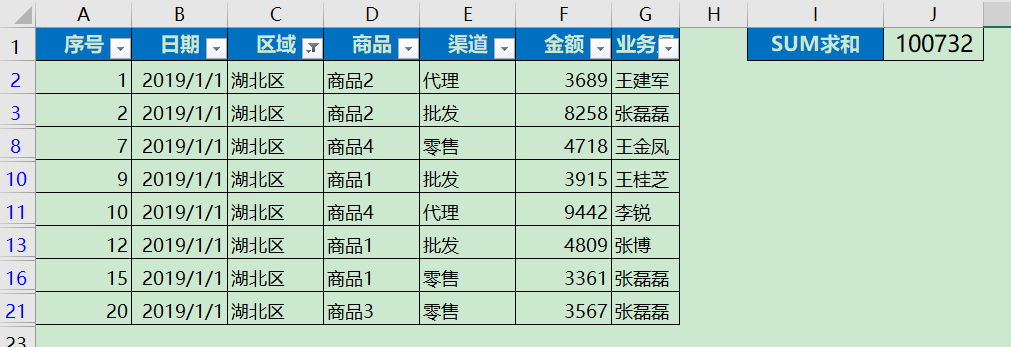 A B C D E F G H I J
1 序号 日期 区域 商品 渠道 金额 业务员 SUM求和 100732
2 1 2019/1/1 湖北区 商品2 代理 3689 王建军
3 2 2019/1/1 湖北区 商品2 批发 8258 张磊磊
8 7 2019/1/1 湖北区 商品4 零售 4718 王金凤
10 9 2019/1/1 湖北区 商品1 批发 3915 王桂芝
11 10 2019/1/1 湖北区 商品4 代理 9442 李锐
13 12 2019/1/1 湖北区 商品1 批发 4809 张博
16 15 2019/1/1 湖北区 商品1 零售 3361 张磊磊
21 20 2019/1/1 湖北区 商品3 零售 3567 张磊磊
23